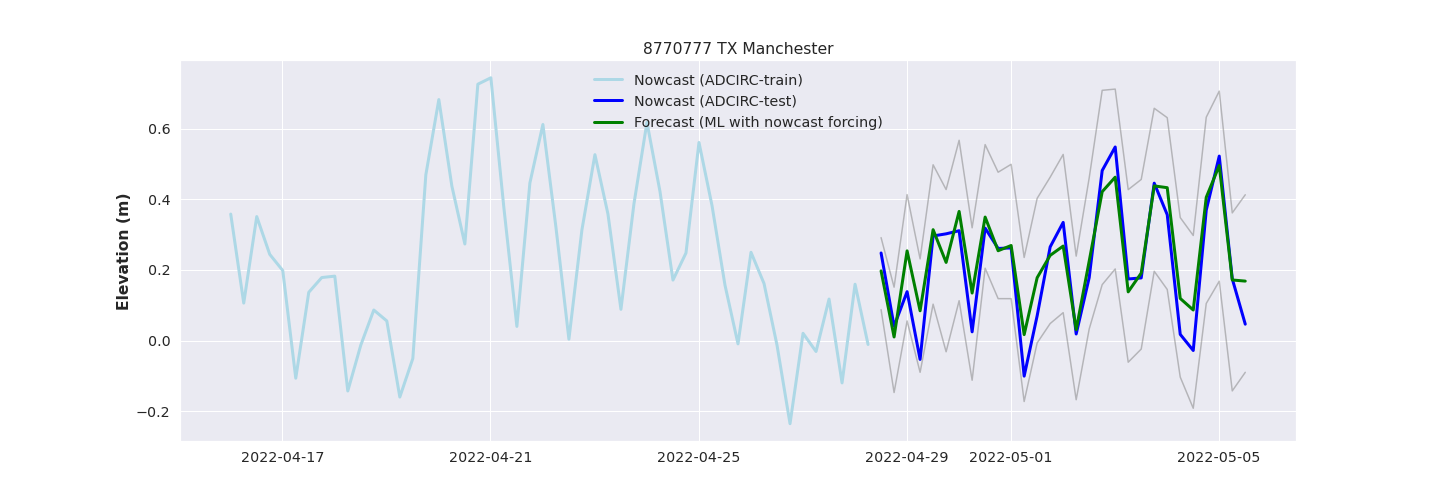 8770777 TX Manchester
Nowcast (ADCIRC-train)
Nowcast (ADCIRC-test)
Forecast (ML with nowcast forcing)
Elevation (m)
0.6
0.4
0.2
0.0
−0.2
2022-04-17 2022-04-21 2022-04-25 2022-04-29 2022-05-01 2022-05-05